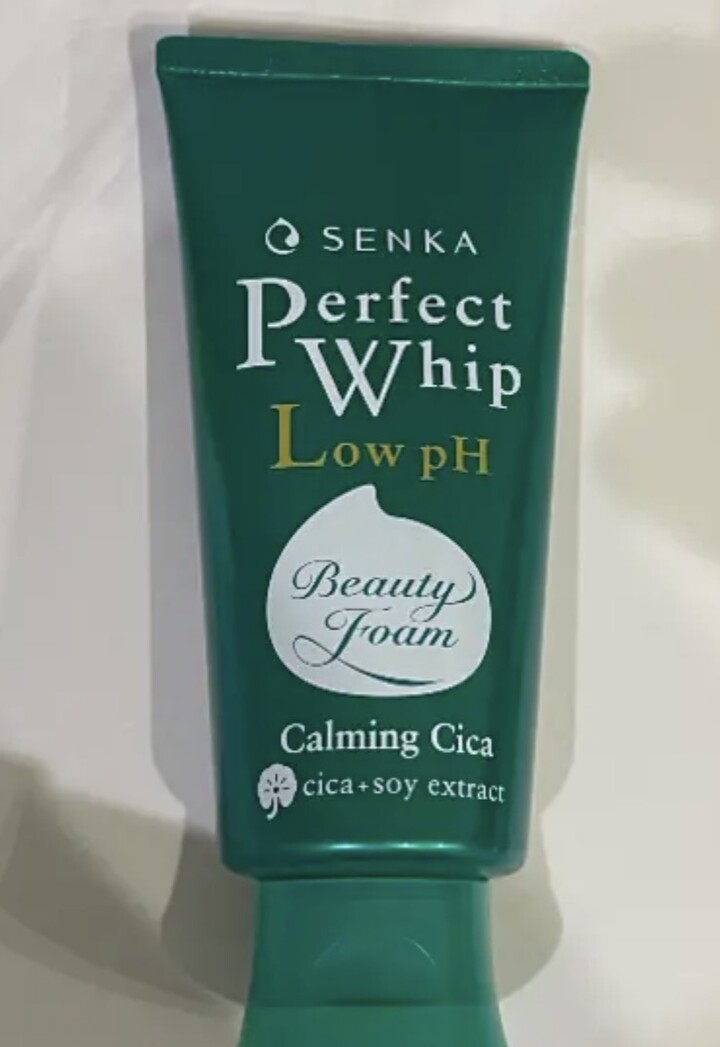 SENKA
Perfect
Whip
Low pH
Beauty
Foam
Calming Cica
cica+soy extract